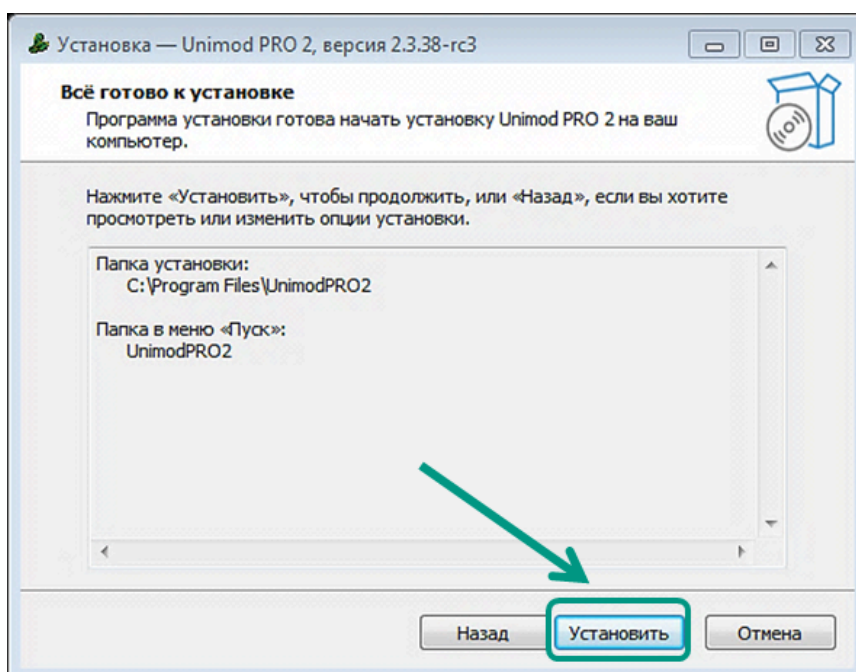 Установка — Unimod PRO 2, версия 2.3.38-rc3
Всё готово к установке
Программа установки готова начать установку Unimod PRO 2 на ваш
компьютер.
Нажмите «Установить», чтобы продолжить, или «Назад», если вы хотите
просмотреть или изменить опции установки.
Папка установки:
C:\Program Files\UnimodPRO2
Папка в меню «Пуск»:
UnimodPRO2
Назад
Установить
Отмена